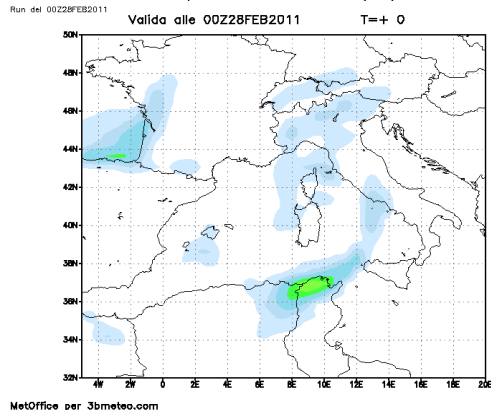 Run del 00Z28FEB2011
Valida alle 00Z28FEB2011 T=+ 0
50N
48N
46N
44N
42N
40N
38N
36N
34N
32N
4W 2W 0 2E 4E 6E 8E 10E 12E 14E 16E 18E 20E
MetOffice per 3bmeteo.com